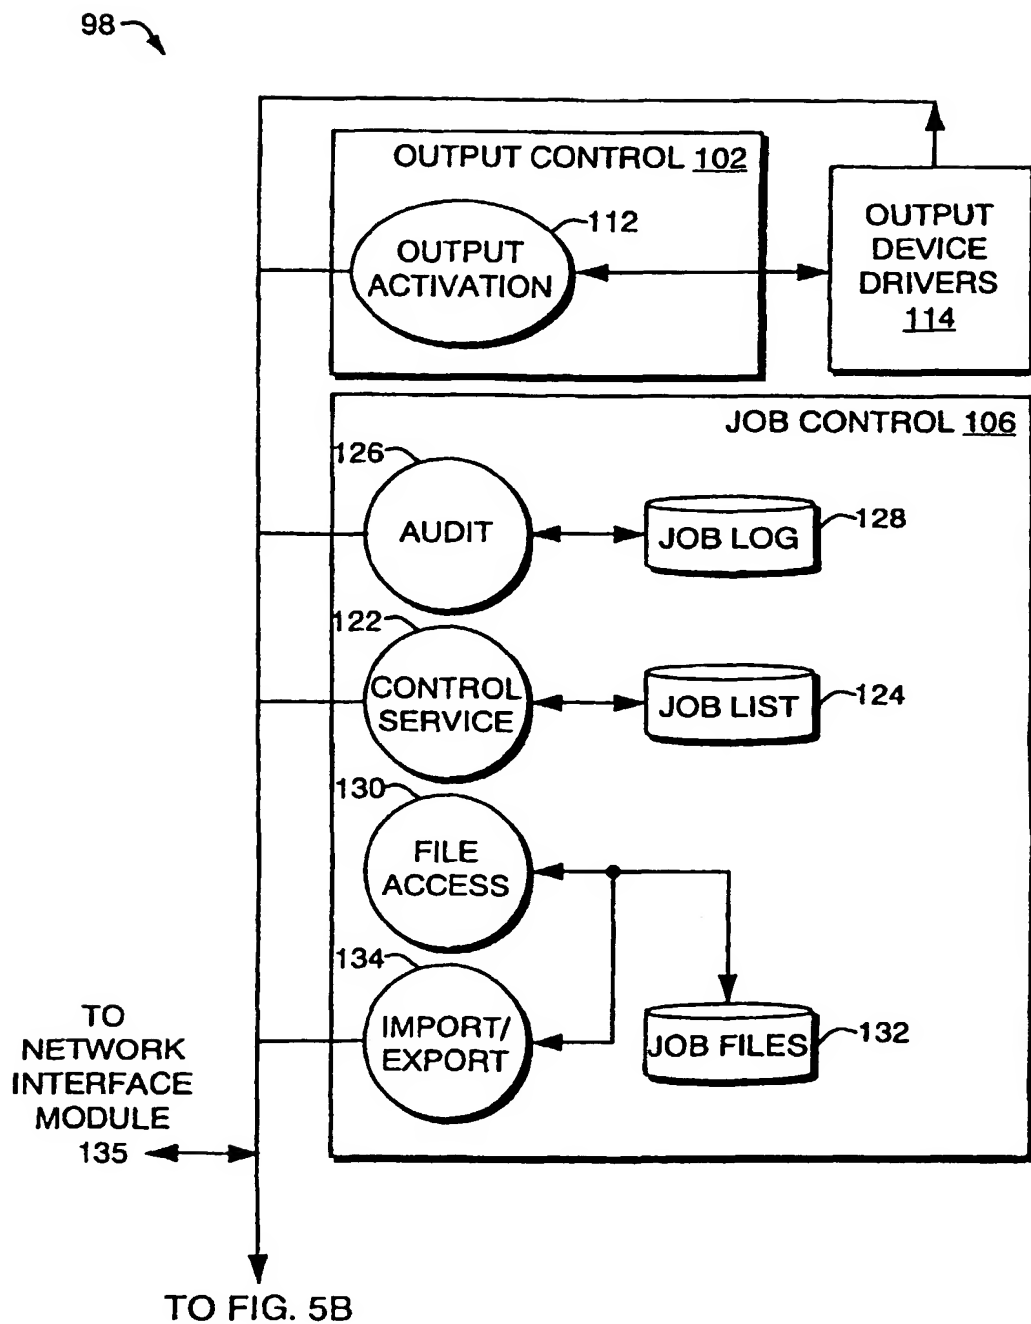 98
OUTPUT CONTROL 102
112
OUTPUT
ACTIVATION
OUTPUT
DEVICE
DRIVERS
114
JOB CONTROL 106
126
AUDIT
JOB LOG
128
122
CONTROL
SERVICE
JOB LIST
124
130
FILE
ACCESS
134
IMPORT/
EXPORT
JOB FILES
132
TO
NETWORK
INTERFACE
MODULE
135
TO FIG. 5B